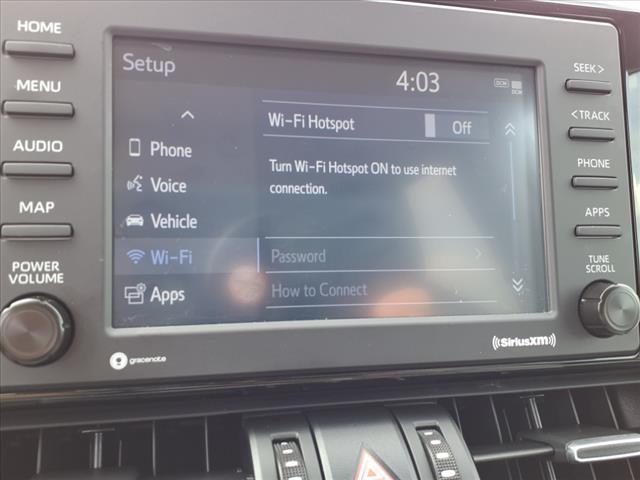 HOME
MENU
AUDIO
MAP
POWER
VOLUME
Setup
4:03
DCM
DCM
Phone
Voice
Vehicle
Wi-Fi
Apps
Wi-Fi Hotspot
Off
Turn Wi-Fi Hotspot ON to use internet
connection.
Password
How to Connect
SEEK >
< TRACK
PHONE
APPS
TUNE
SCROLL
gracenote
((SiriusXM))